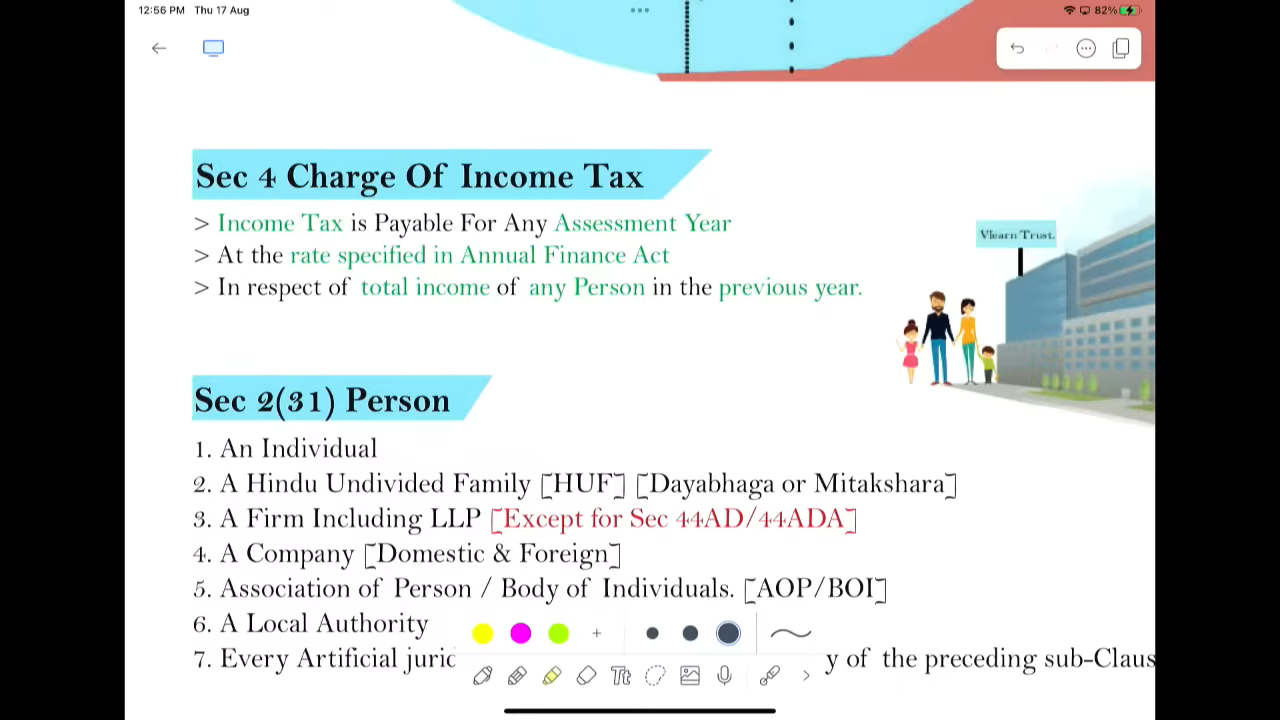 12:56 PM Thu 17 Aug
82%
Sec 4 Charge Of Income Tax
> Income Tax is Payable For Any Assessment Year
Vlearn Trust.
> At the rate specified in Annual Finance Act
> In respect of total income of any Person in the previous year.
Sec 2(31) Person
1. An Individual
2. A Hindu Undivided Family [HUF] [Dayabhaga or Mitakshara]
3. A Firm Including LLP [Except for Sec 44AD/44ADA]
4. A Company [Domestic & Foreign]
5. Association of Person / Body of Individuals. [AOP/BOI]
6. A Local Authority
7. Every Artificial juric y of the preceding sub-Claus
Tt